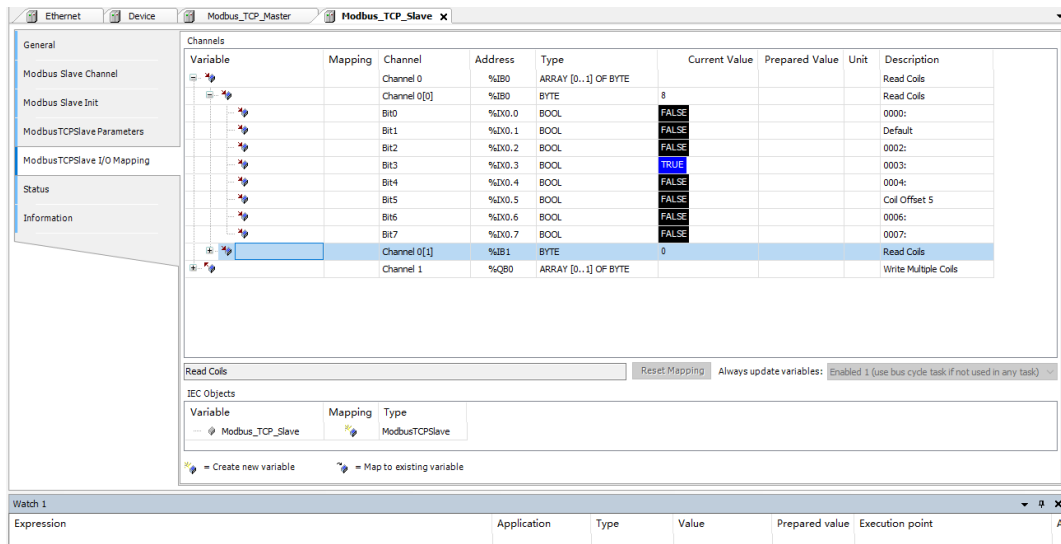 Ethernet Device Modbus_TCP_Master Modbus_TCP_Slave
General
Modbus Slave Channel
Modbus Slave Init
ModbusTCPSlave Parameters
ModbusTCPSlave I/O Mapping
Status
Information
Channels
Variable Mapping Channel Address Type Current Value Prepared Value Unit Description
Channel 0 %IB0 ARRAY [0..1] OF BYTE Read Coils
Channel 0[0] %IB0 BYTE 8 Read Coils
Bit0 %IX0.0 BOOL FALSE 0000:
Bit1 %IX0.1 BOOL FALSE Default
Bit2 %IX0.2 BOOL FALSE 0002:
Bit3 %IX0.3 BOOL TRUE 0003:
Bit4 %IX0.4 BOOL FALSE 0004:
Bit5 %IX0.5 BOOL FALSE Coil Offset 5
Bit6 %IX0.6 BOOL FALSE 0006:
Bit7 %IX0.7 BOOL FALSE 0007:
Channel 0[1] %IB1 BYTE 0 Read Coils
Channel 1 %QB0 ARRAY [0..1] OF BYTE Write Multiple Coils
Read Coils Reset Mapping Always update variables: Enabled 1 (use bus cycle task if not used in any task)
IEC Objects
Variable Mapping Type
Modbus_TCP_Slave ModbusTCPSlave
= Create new variable = Map to existing variable
Watch 1
Expression Application Type Value Prepared value Execution point